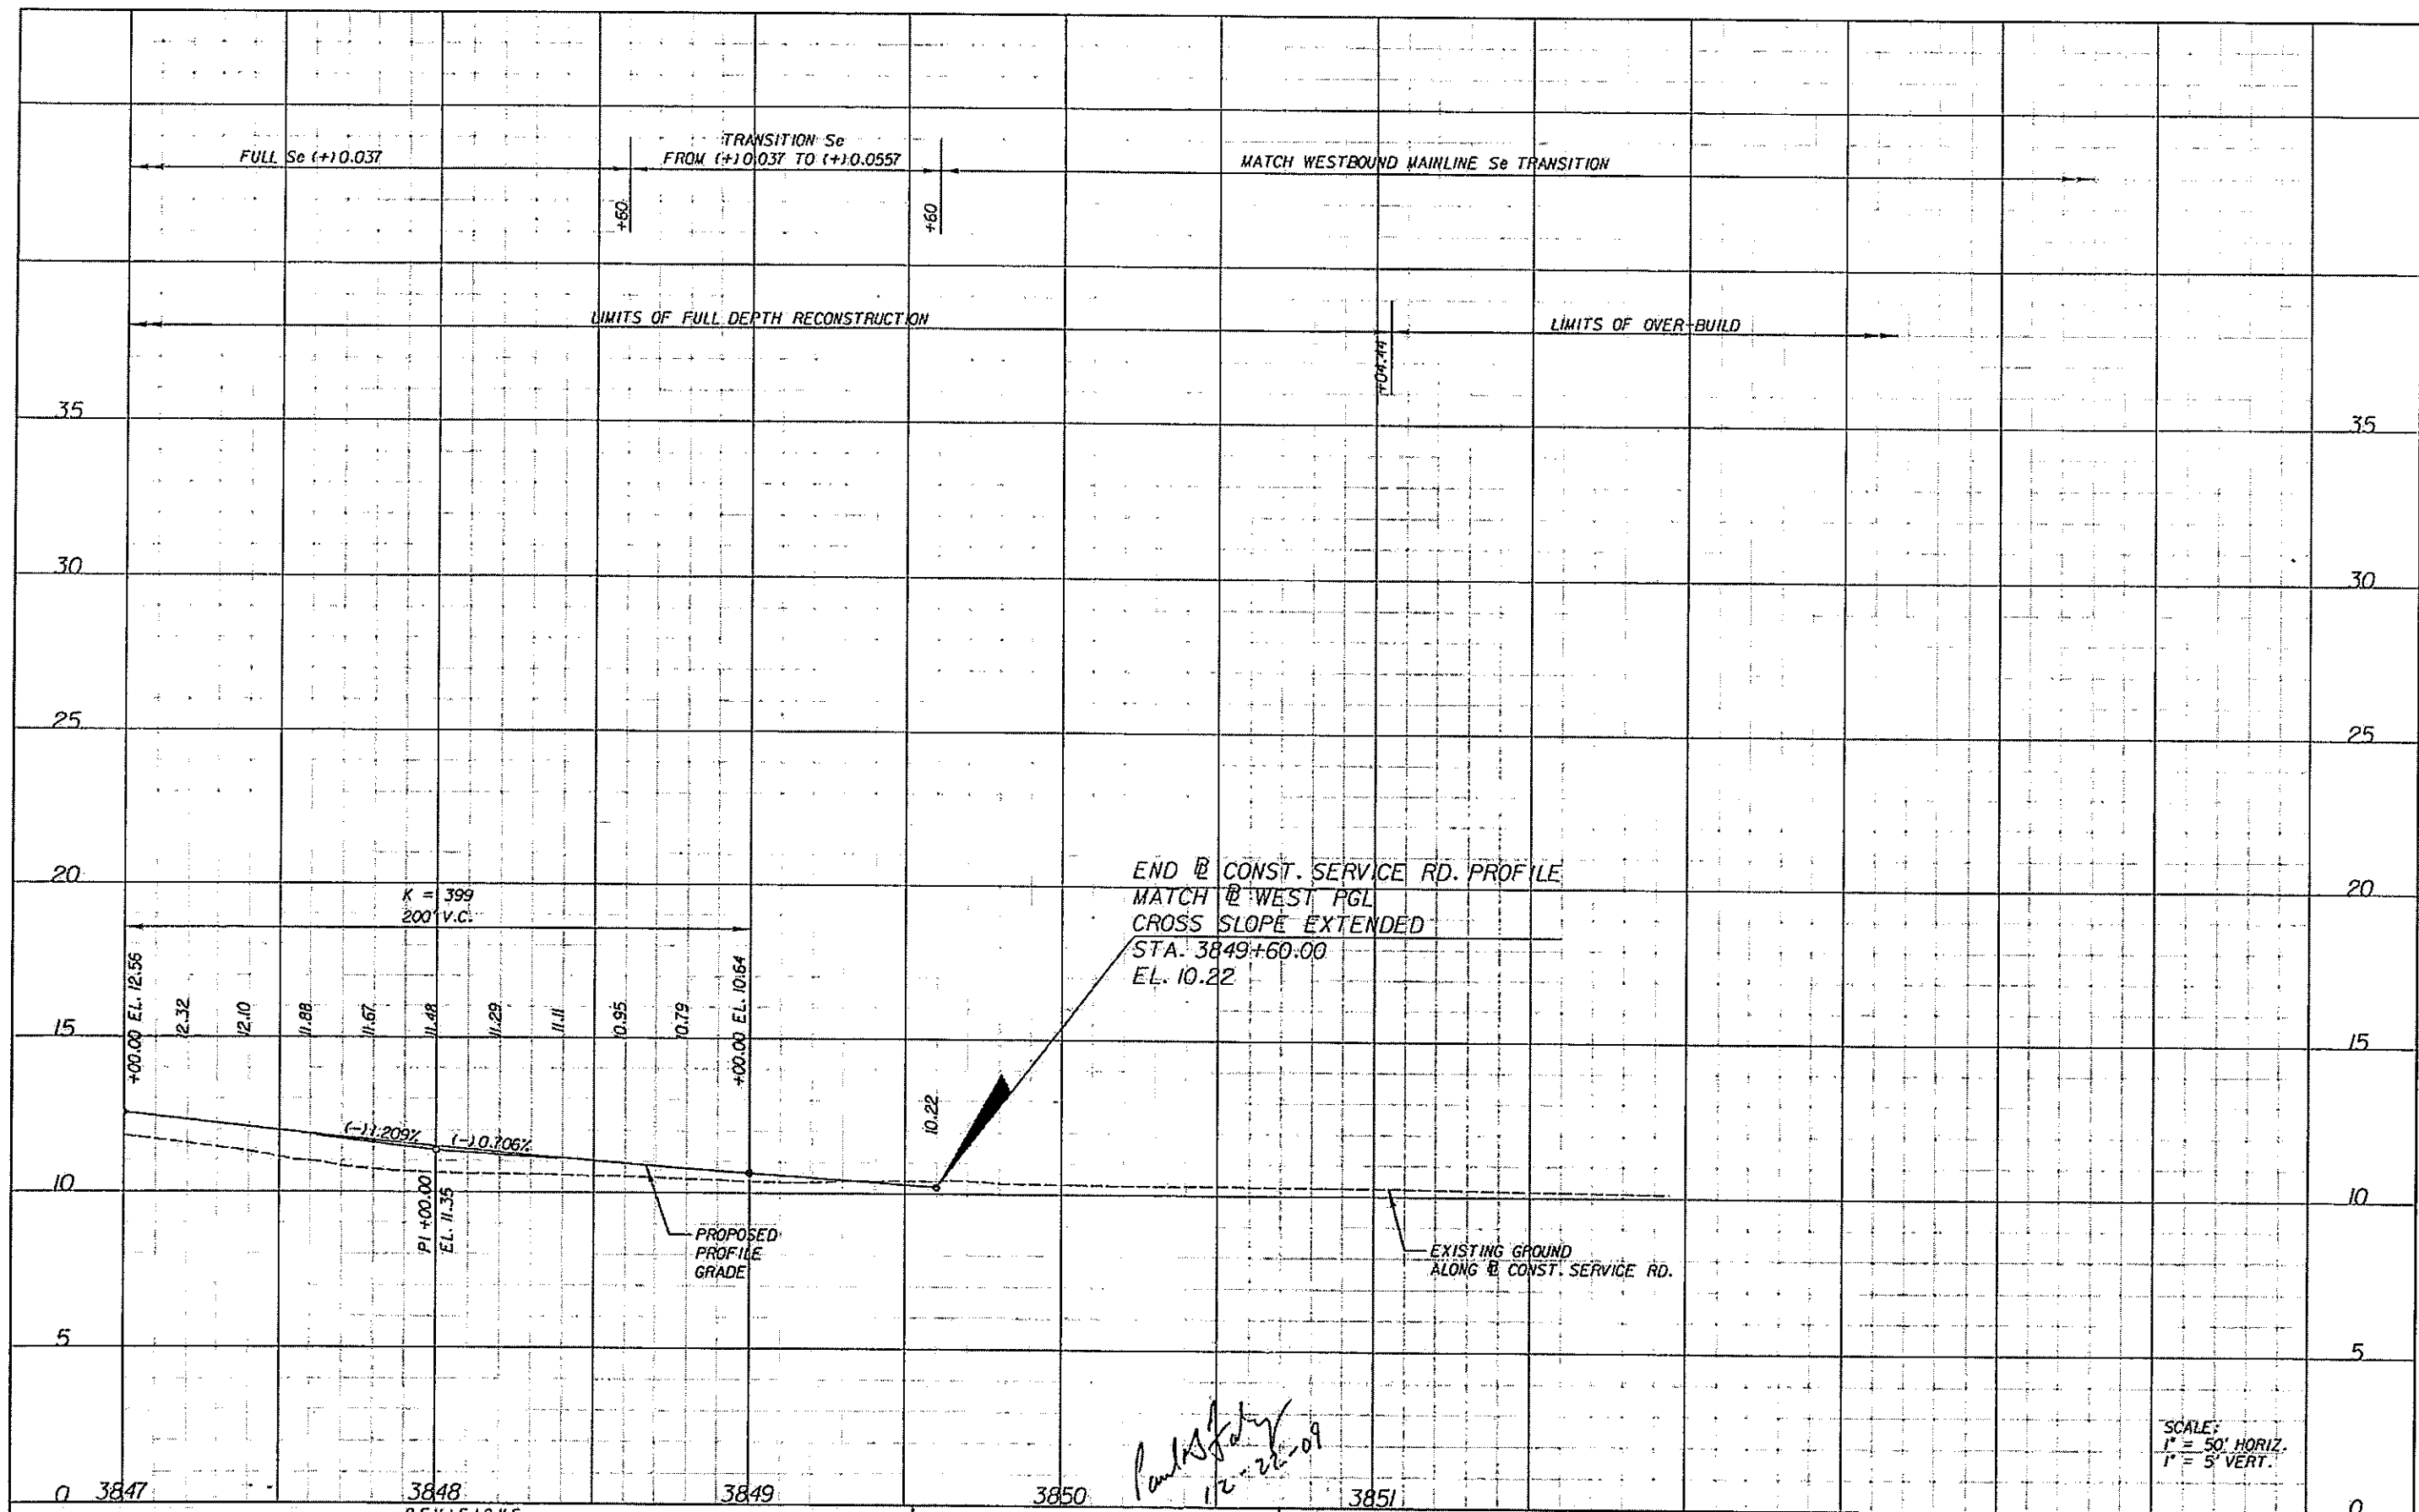 TRANSITION Se
FULL Se (+) 0.037
FROM (+) 0.037 TO (+) 0.0557
MATCH WESTBOUND MAINLINE Se TRANSITION
+60
+60
LIMITS OF FULL DEPTH RECONSTRUCTION
LIMITS OF OVER-BUILD
+04.44
35
35
30
30
25
25
20
20
K = 399
200' V.C.
END ⅊ CONST. SERVICE RD. PROFILE
MATCH ⅊ WEST PGL
CROSS SLOPE EXTENDED
STA. 3849+60.00
EL. 10.22
+00.00 EL. 12.56
12.32
12.10
11.88
11.67
11.48
11.29
11.11
10.95
10.79
+00.00 EL. 10.64
10.22
15
15
(-) 1.209%
(-) 0.706%
10
10
PI +00.00
EL. 11.35
PROPOSED
PROFILE
GRADE
EXISTING GROUND
ALONG ⅊ CONST. SERVICE RD.
5
5
12-22-09
SCALE:
1" = 50' HORIZ.
1" = 5' VERT.
0
3847
3848
3849
3850
3851
0